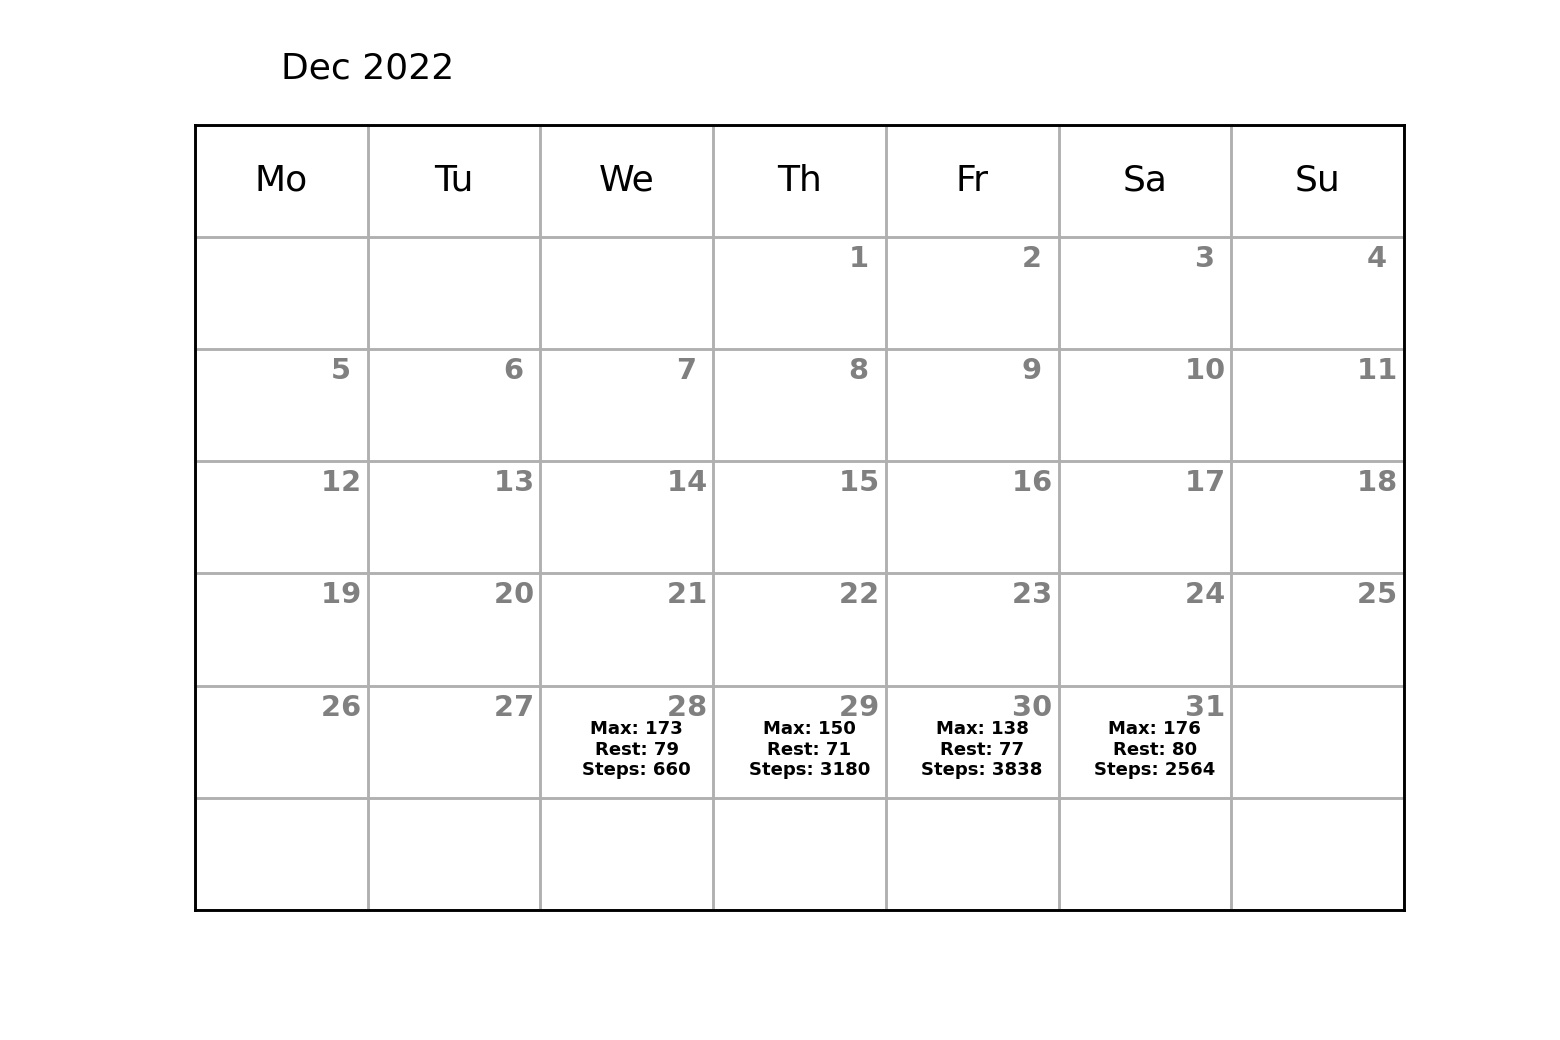 Dec 2022
Mo Tu We Th Fr Sa Su
1 2 3 4
5 6 7 8 9 10 11
12 13 14 15 16 17 18
19 20 21 22 23 24 25
26 27 28 29 30 31
Max: 173 Max: 150 Max: 138 Max: 176
Rest: 79 Rest: 71 Rest: 77 Rest: 80
Steps: 660 Steps: 3180 Steps: 3838 Steps: 2564